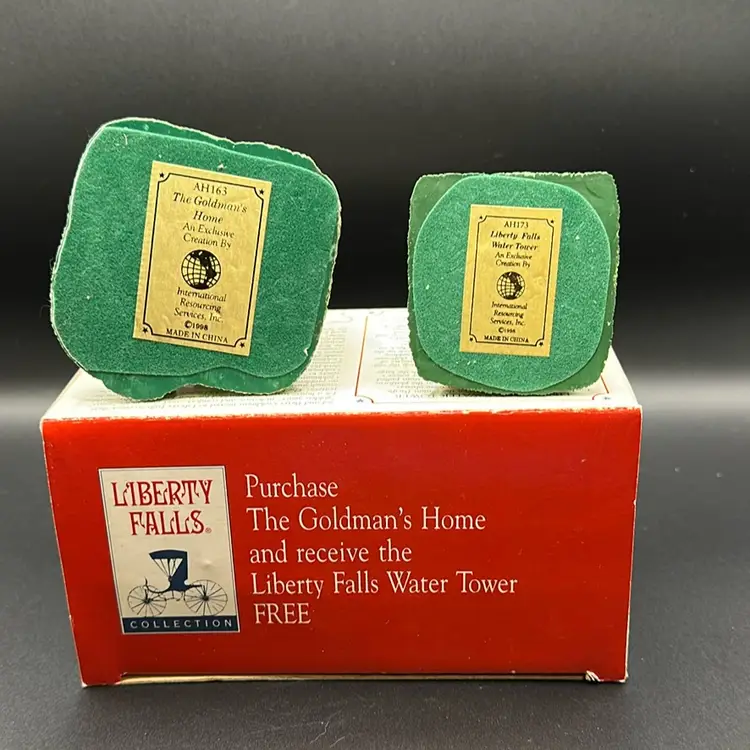 AH163
The Goldman's
Home
An Exclusive
Creation By
International
Resourcing
Services, Inc.
©1998
MADE IN CHINA
AH173
Liberty Falls
Water Tower
An Exclusive
Creation By
International
Resourcing
Services, Inc.
©1998
MADE IN CHINA
LIBERTY
FALLS®
COLLECTION
Purchase
The Goldman's Home
and receive the
Liberty Falls Water Tower
FREE